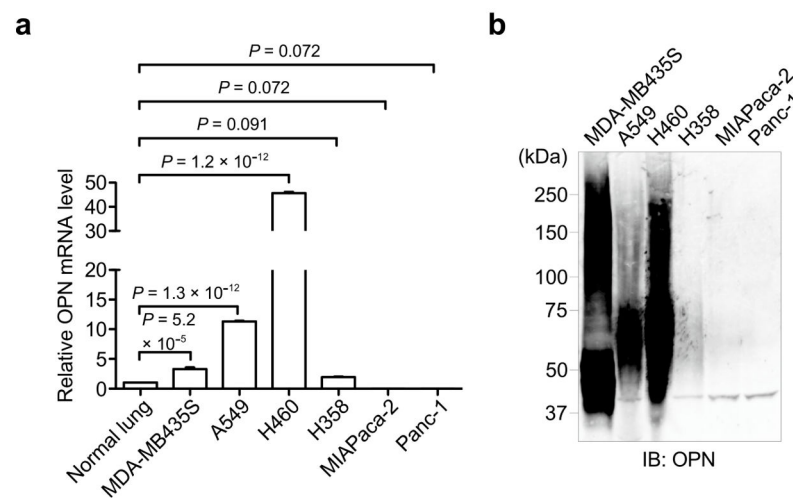 a
P = 0.072
P = 0.072
P = 0.091
P = 1.2 × 10⁻¹²
P = 1.3 × 10⁻¹²
P = 5.2
× 10⁻⁵
Relative OPN mRNA level
50
40
30
20
15
10
5
0
Normal lung
MDA-MB435S
A549
H460
H358
MIAPaca-2
Panc-1
b
MDA-MB435S
A549
H460
H358
MIAPaca-2
Panc-1
(kDa)
250
150
100
75
50
37
IB: OPN